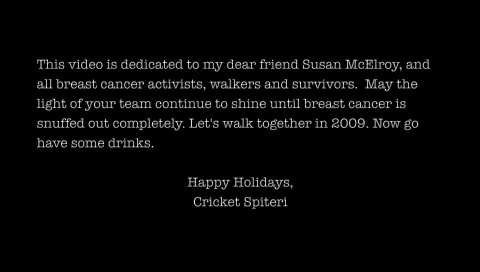 This video is dedicated to my dear friend Susan McElroy, and
all breast cancer activists, walkers and survivors.  May the
light of your team continue to shine until breast cancer is
snuffed out completely. Let's walk together in 2009. Now go
have some drinks.
Happy Holidays,
Cricket Spiteri